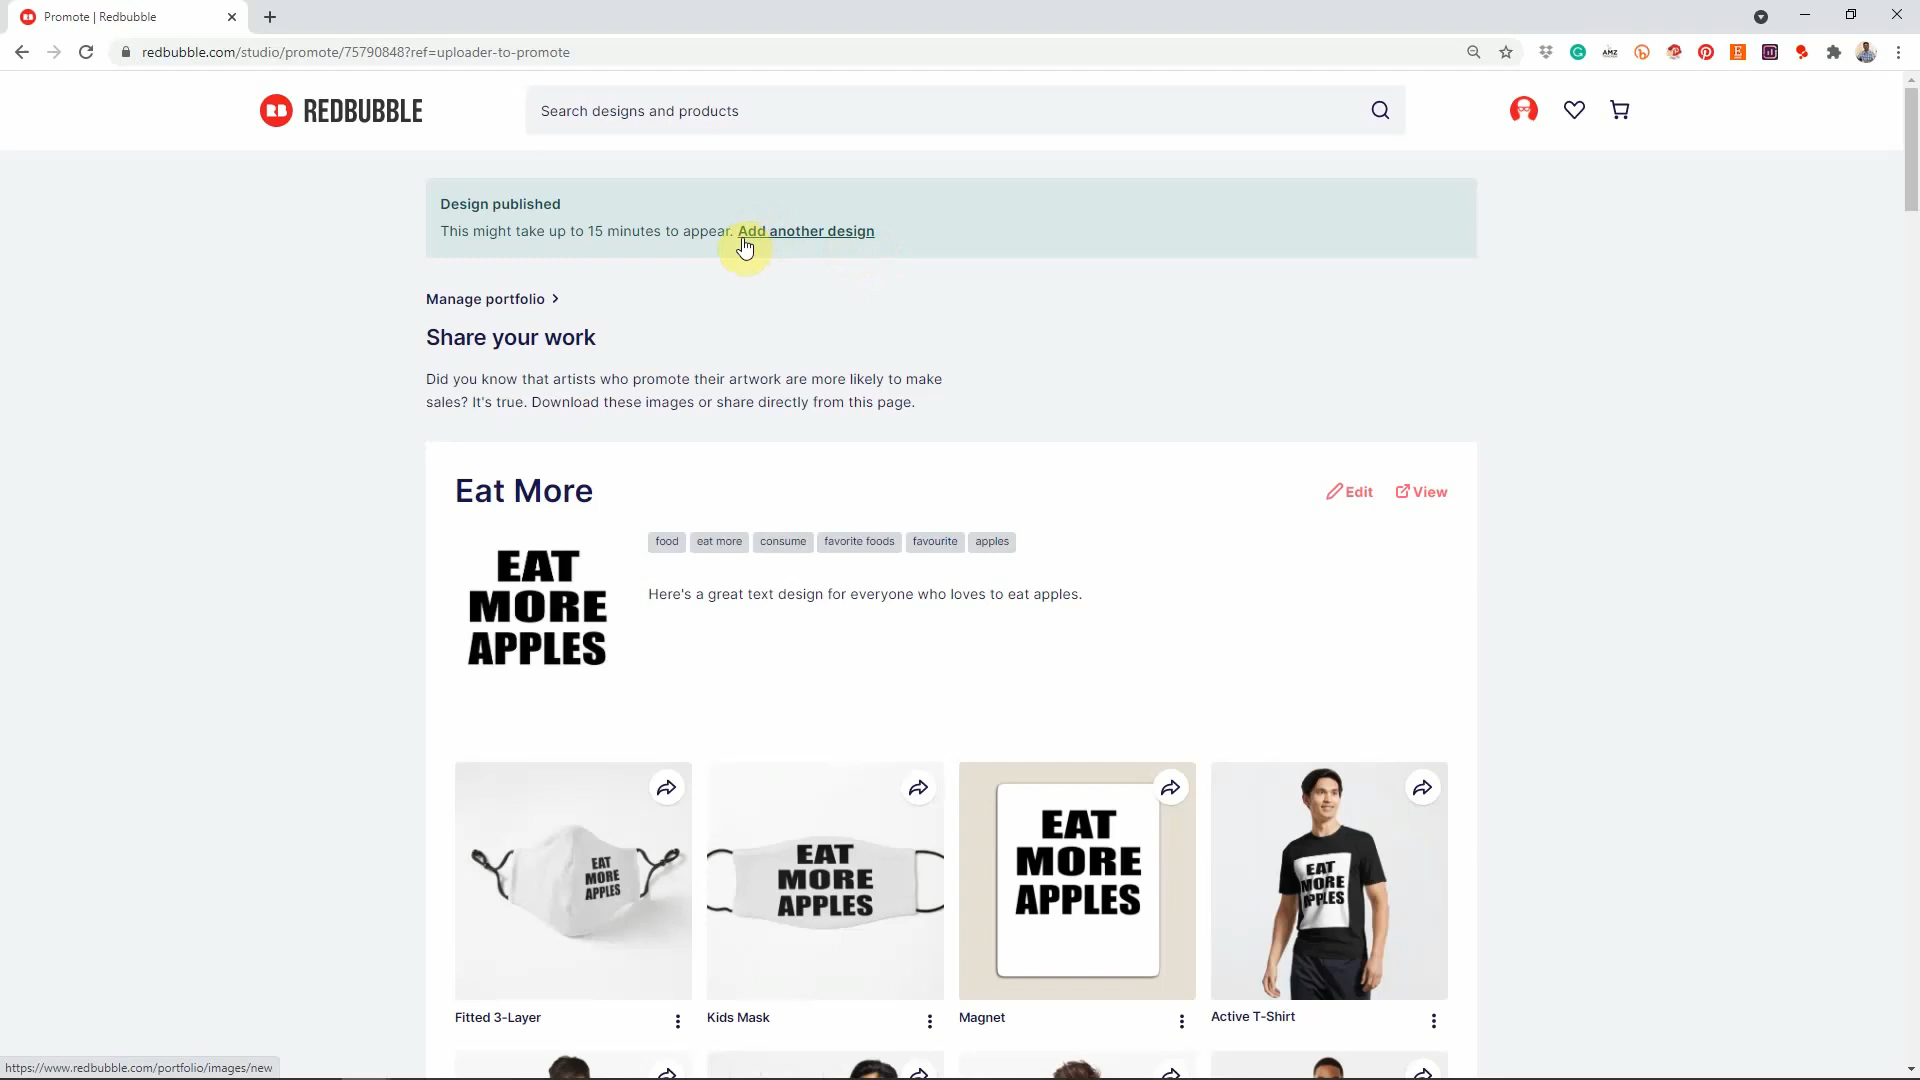 Promote | Redbubble
redbubble.com/studio/promote/75790848?ref=uploader-to-promote
AMZ
RB REDBUBBLE
Search designs and products
Design published
This might take up to 15 minutes to appear. Add another design
Manage portfolio
Share your work
Did you know that artists who promote their artwork are more likely to make
sales? It's true. Download these images or share directly from this page.
Eat More
Edit
View
food
eat more
consume
favorite foods
favourite
apples
Here's a great text design for everyone who loves to eat apples.
EAT
MORE
APPLES
EAT
MORE
APPLES
EAT
MORE
APPLES
EAT
MORE
APPLES
EAT
MORE
APPLES
Fitted 3-Layer
Kids Mask
Magnet
Active T-Shirt
https://www.redbubble.com/portfolio/images/new